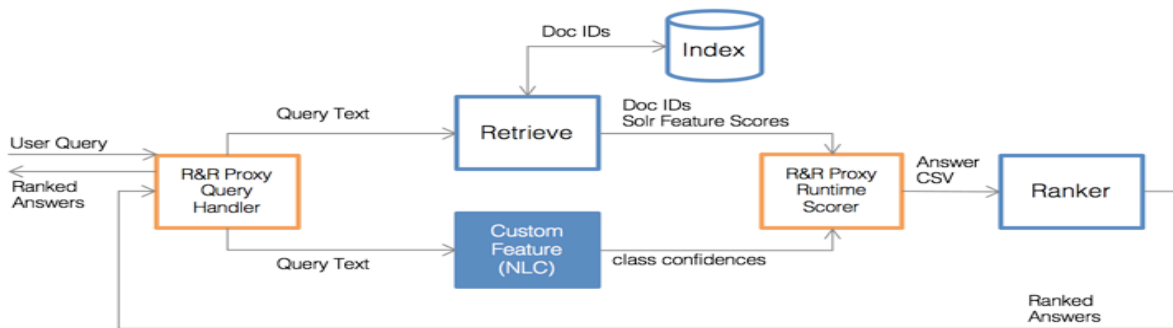 Doc IDs
Index
Query Text
Retrieve
Doc IDs
Solr Feature Scores
User Query
Ranked
Answers
R&R Proxy
Query
Handler
R&R Proxy
Runtime
Scorer
Answer
CSV
Ranker
Query Text
Custom
Feature
(NLC)
class confidences
Ranked
Answers